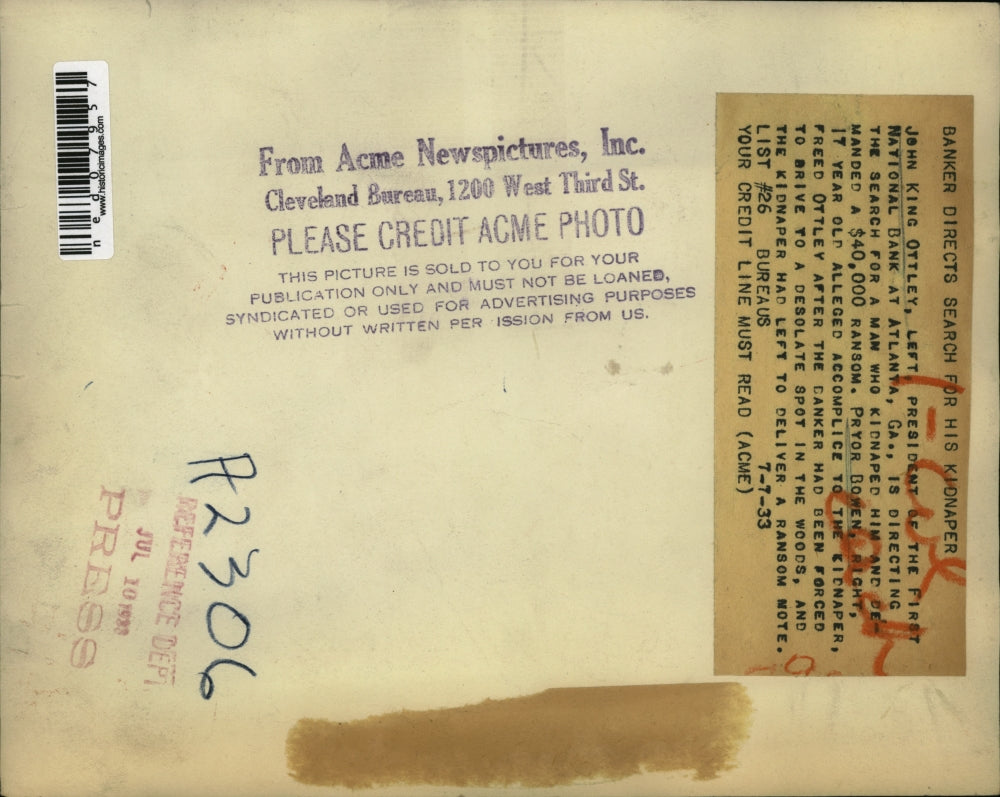 BANKER DIRECTS SEARCH FOR HIS KIDNAPER
JOHN KING OTTLEY, LEFT, PRESIDENT OF THE FIRST
NATIONAL BANK AT ATLANTA, GA., IS DIRECTING
THE SEARCH FOR A MAN WHO KIDNAPED HIM AND DE-
MANDED A $40,000 RANSOM. PRYOR BOWEN, RIGHT,
17 YEAR OLD ALLEGED ACCOMPLICE TO THE KIDNAPER,
FREED OTTLEY AFTER THE BANKER HAD BEEN FORCED
TO DRIVE TO A DESOLATE SPOT IN THE WOODS, AND
THE KIDNAPER HAD LEFT TO DELIVER A RANSOM NOTE.
LIST #26 BUREAUS 7-7-33
YOUR CREDIT LINE MUST READ (ACME)
From Acme Newspictures, Inc.
Cleveland Bureau, 1200 West Third St.
PLEASE CREDIT ACME PHOTO
THIS PICTURE IS SOLD TO YOU FOR YOUR
PUBLICATION ONLY AND MUST NOT BE LOANED,
SYNDICATED OR USED FOR ADVERTISING PURPOSES
WITHOUT WRITTEN PER ISSION FROM US.
www.historicimages.com
ned07957
A2306
REFERENCE DEPT
JUL 10 1933
PRESS